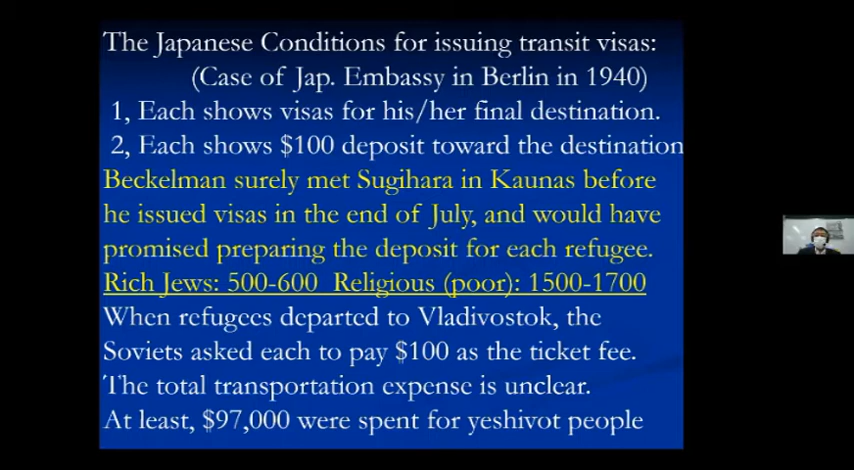 The Japanese Conditions for issuing transit visas:
(Case of Jap. Embassy in Berlin in 1940)
1, Each shows visas for his/her final destination.
2, Each shows $100 deposit toward the destination
Beckelman surely met Sugihara in Kaunas before
he issued visas in the end of July, and would have
promised preparing the deposit for each refugee.
Rich Jews: 500-600  Religious (poor): 1500-1700
When refugees departed to Vladivostok, the
Soviets asked each to pay $100 as the ticket fee.
The total transportation expense is unclear.
At least, $97,000 were spent for yeshivot people